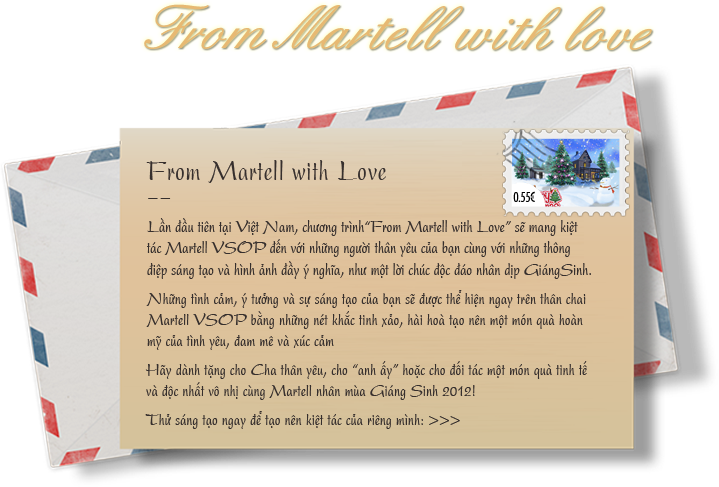 From Martell with love
From Martell with Love
0.55€
Lần đầu tiên tại Việt Nam, chương trình“From Martell with Love” sẽ mang kiệt
tác Martell VSOP đến với những người thân yêu của bạn cùng với những thông
điệp sáng tạo và hình ảnh đầy ý nghĩa, như một lời chúc độc đáo nhân dịp GiángSinh.
Những tình cảm, ý tưởng và sự sáng tạo của bạn sẽ được thể hiện ngay trên thân chai
Martell VSOP bằng những nét khắc tinh xảo, hài hoà tạo nên một món quà hoàn
mỹ của tình yêu, đam mê và xúc cảm
Hãy dành tặng cho Cha thân yêu, cho “anh ấy” hoặc cho đối tác một món quà tinh tế
và độc nhất vô nhị cùng Martell nhân mùa Giáng Sinh 2012!
Thử sáng tạo ngay để tạo nên kiệt tác của riêng mình: >>>